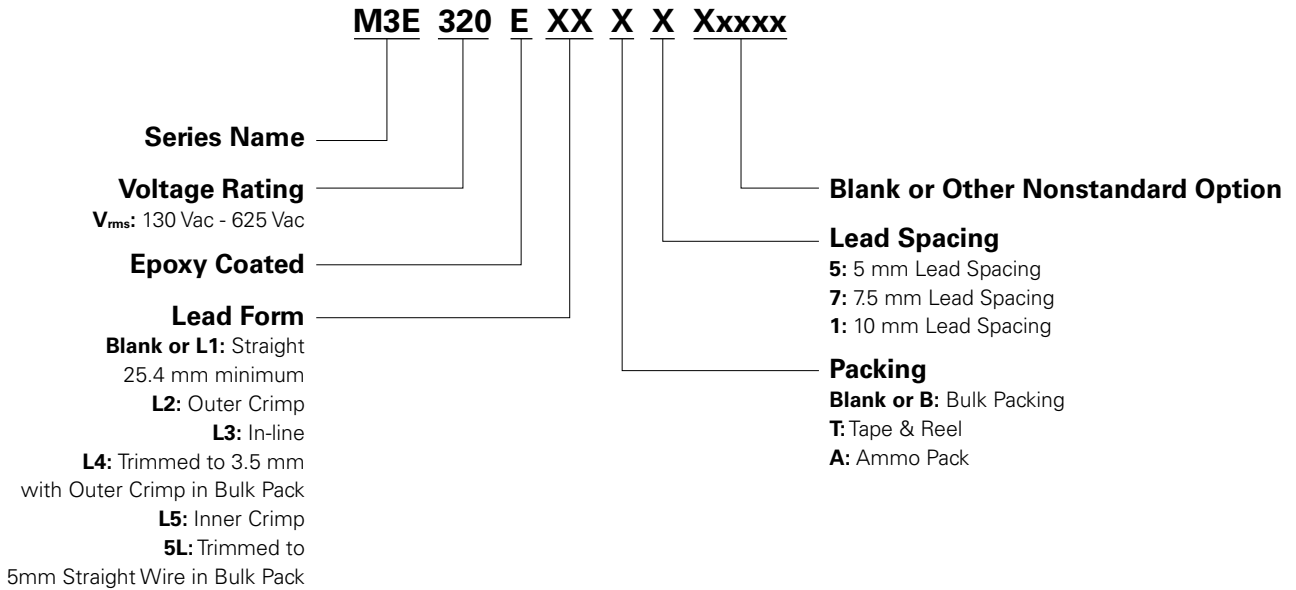 M3E 320 E XX X X Xxxxx
Series Name
Voltage Rating
Vrms: 130 Vac - 625 Vac
Epoxy Coated
Lead Form
Blank or L1: Straight
25.4 mm minimum
L2: Outer Crimp
L3: In-line
L4: Trimmed to 3.5 mm
with Outer Crimp in Bulk Pack
L5: Inner Crimp
5L: Trimmed to
5mm Straight Wire in Bulk Pack
Blank or Other Nonstandard Option
Lead Spacing
5: 5 mm Lead Spacing
7: 7.5 mm Lead Spacing
1: 10 mm Lead Spacing
Packing
Blank or B: Bulk Packing
T: Tape & Reel
A: Ammo Pack